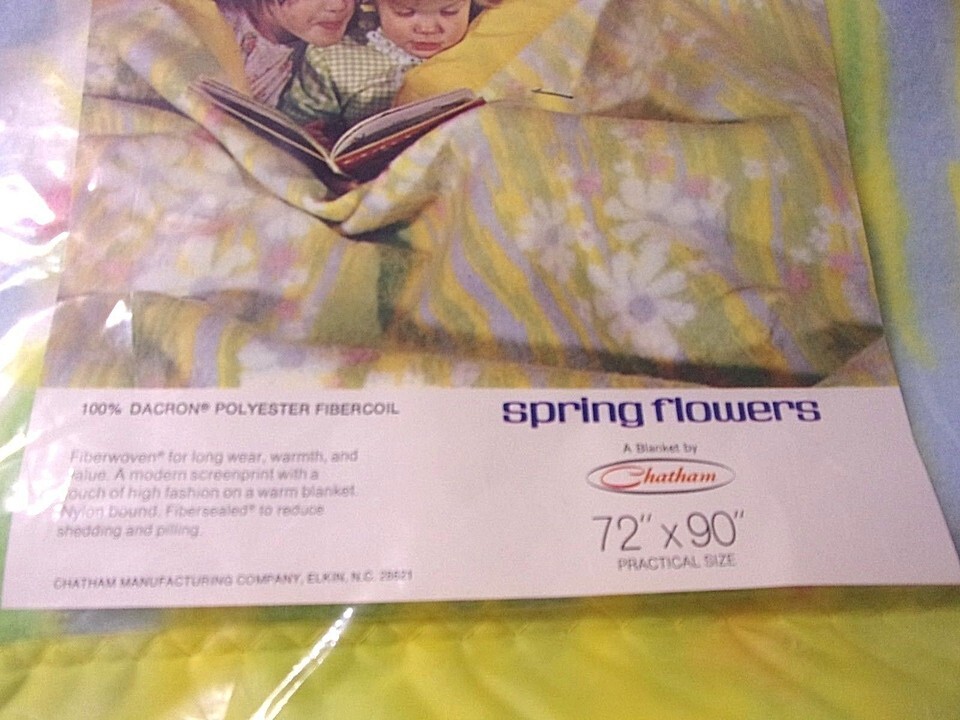 100% DACRON® POLYESTER FIBERCOIL
Fiberwoven® for long wear, warmth, and
value. A modern screenprint with a
touch of high fashion on a warm blanket.
Nylon bound. Fibersealed® to reduce
shedding and pilling.
CHATHAM MANUFACTURING COMPANY, ELKIN, N.C. 28621
spring flowers
A Blanket by
Chatham
72" x 90"
PRACTICAL SIZE